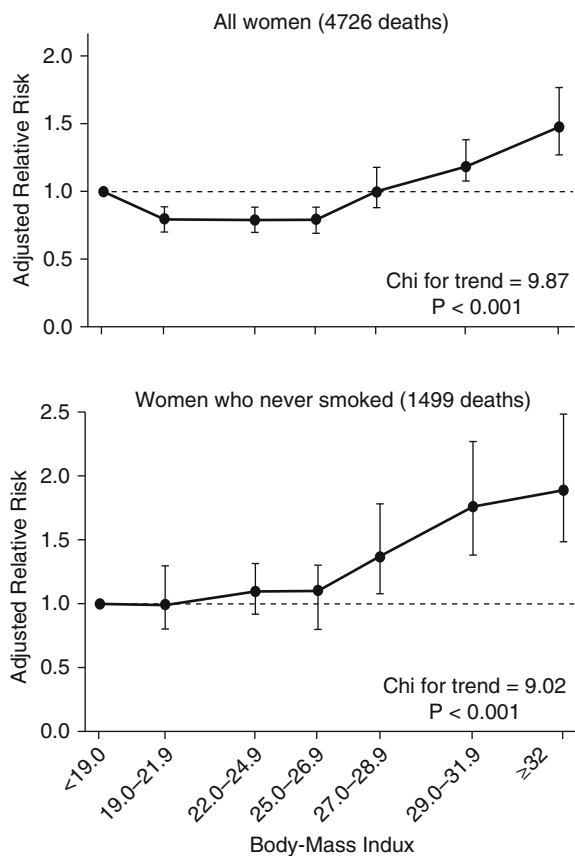 All women (4726 deaths)
Adjusted Relative Risk
2.0
1.5
1.0
0.5
0.0
Chi for trend = 9.87
P < 0.001
Women who never smoked (1499 deaths)
Adjusted Relative Risk
2.5
2.0
1.5
1.0
0.5
0.0
Chi for trend = 9.02
P < 0.001
<19.0
19.0–21.9
22.0–24.9
25.0–26.9
27.0–28.9
29.0–31.9
≥32
Body-Mass Indux